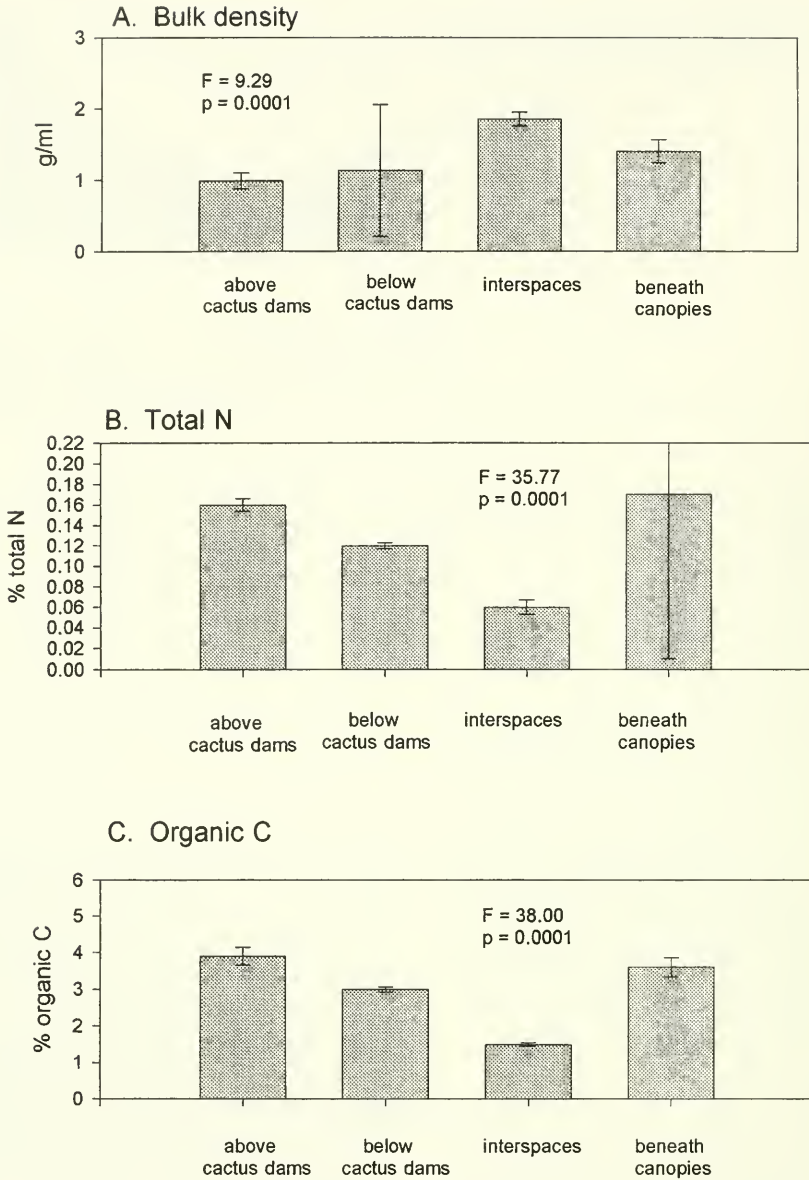 A. Bulk density
3
2
1
0
g/ml
F = 9.29
p = 0.0001
above
cactus dams
below
cactus dams
interspaces
beneath
canopies
B. Total N
0.22
0.20
0.18
0.16
0.14
0.12
0.10
0.08
0.06
0.04
0.02
0.00
% total N
F = 35.77
p = 0.0001
above
cactus dams
below
cactus dams
interspaces
beneath
canopies
C. Organic C
6
5
4
3
2
1
0
% organic C
F = 38.00
p = 0.0001
above
cactus dams
below
cactus dams
interspaces
beneath
canopies